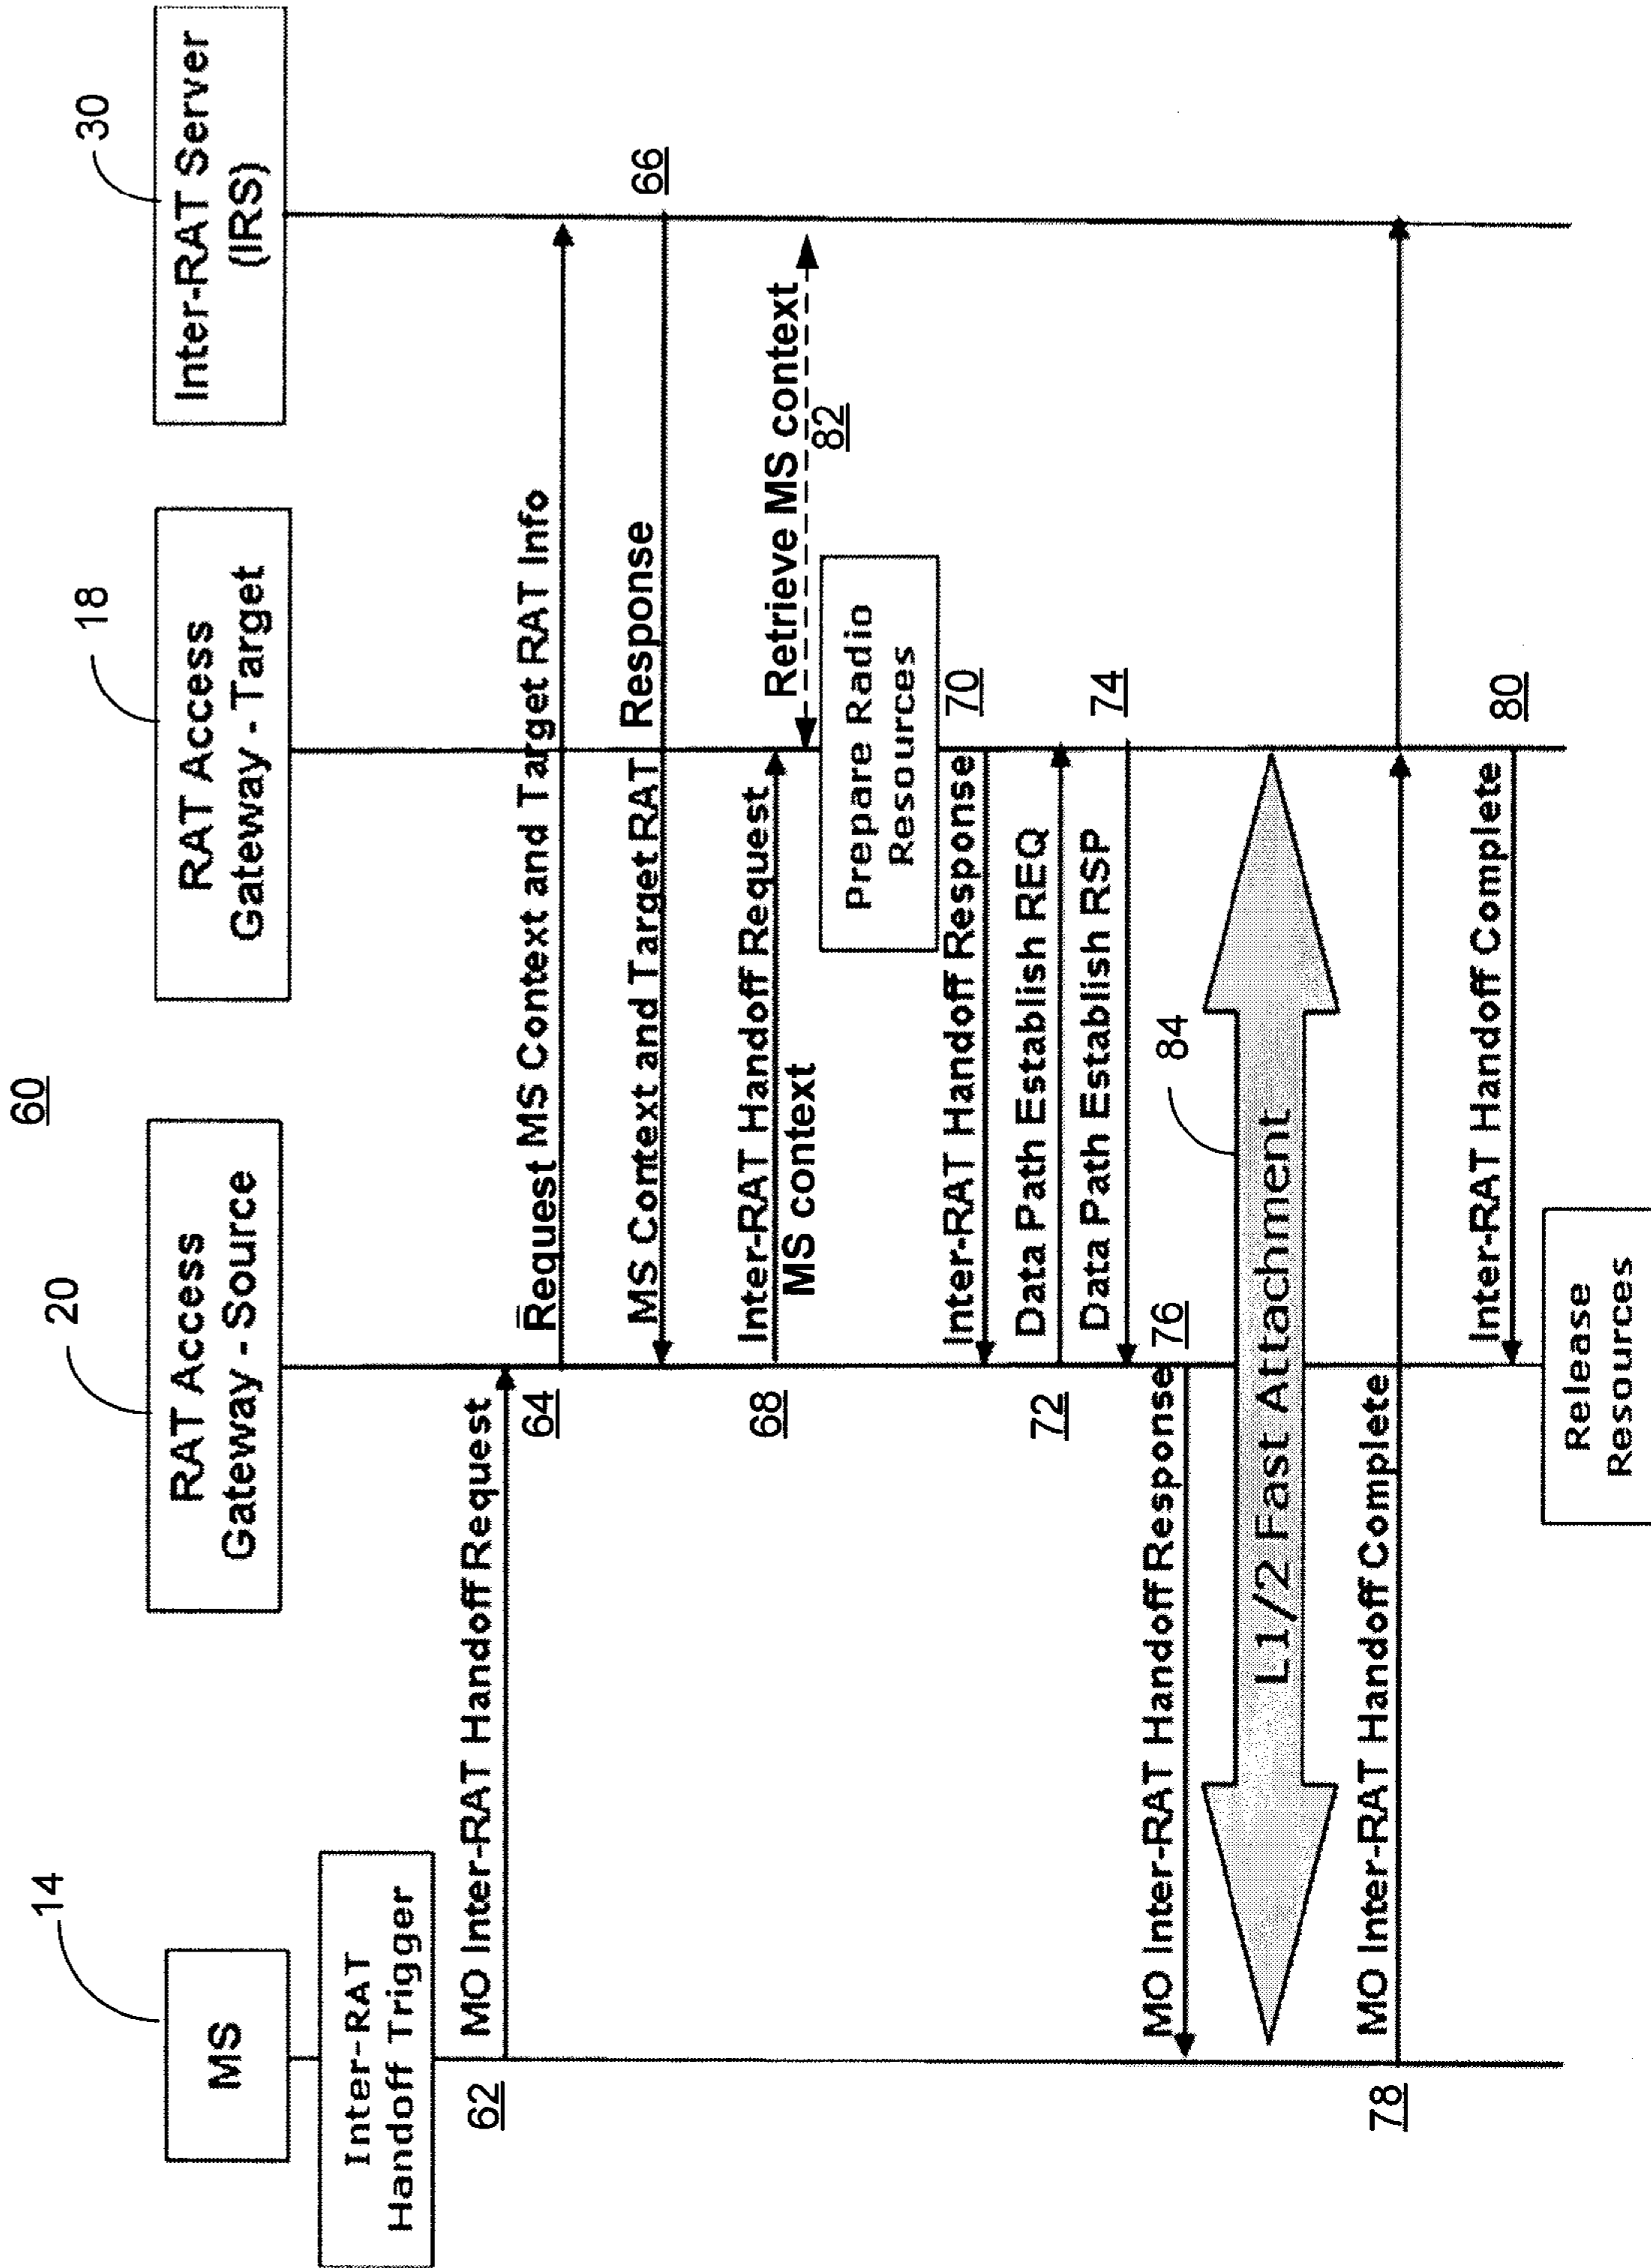 60
14
20
18
30
MS
RAT Access
Gateway - Source
RAT Access
Gateway - Target
Inter-RAT Server
(IRS)
Inter-RAT
Handoff Trigger
MO Inter-RAT Handoff Request
62
Request MS Context and Target RAT Info
64
MS Context and Target RAT Response
66
Inter-RAT Handoff Request
68
MS context
Retrieve MS context
82
Prepare Radio
Resources
Inter-RAT Handoff Response
70
Data Path Establish REQ
72
Data Path Establish RSP
74
MO Inter-RAT Handoff Response
76
84
L1/2 Fast Attachment
MO Inter-RAT Handoff Complete
78
Inter-RAT Handoff Complete
80
Release
Resources